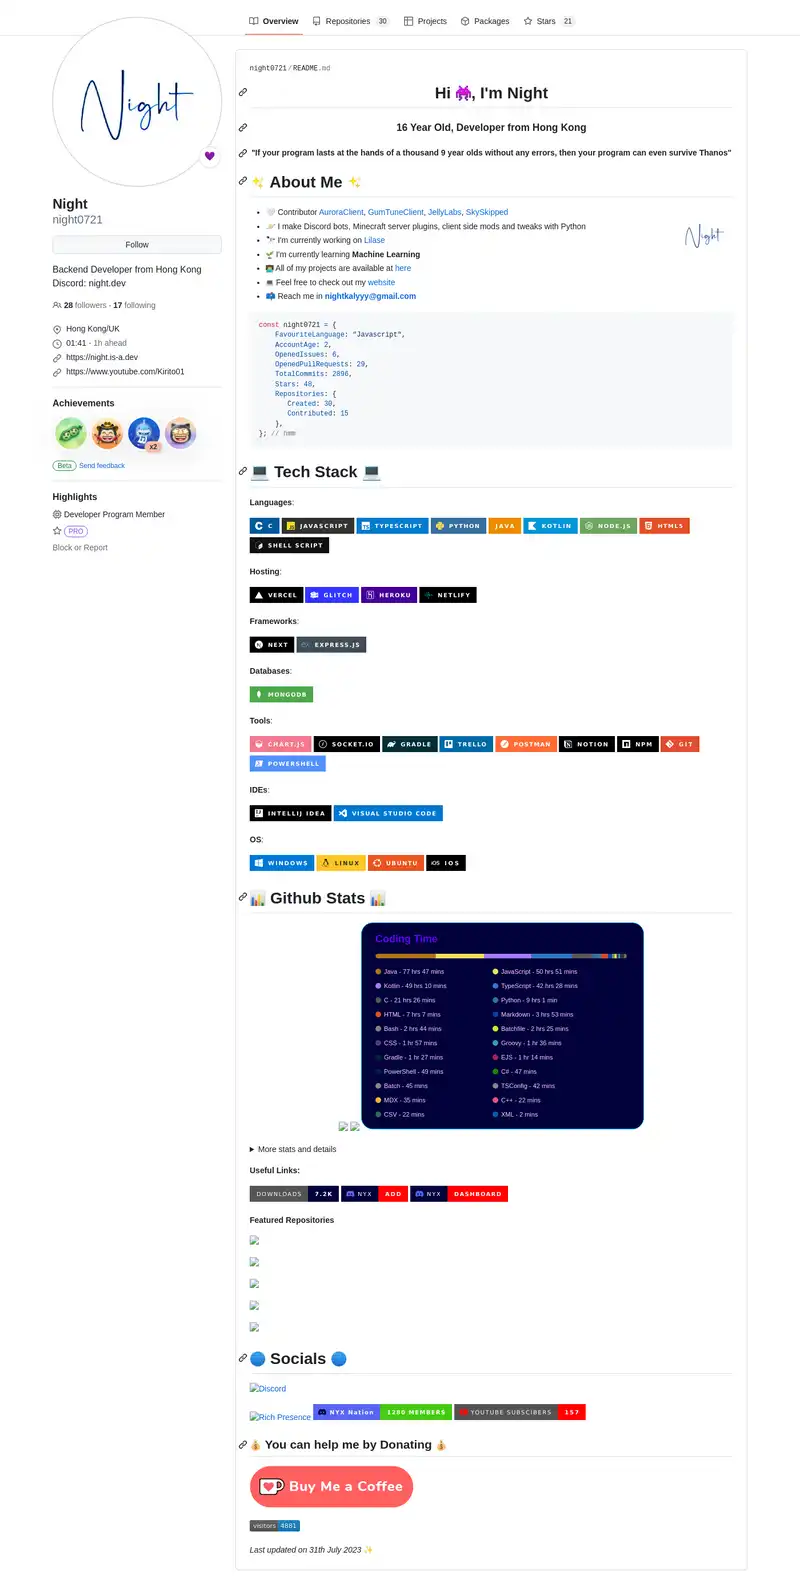 Overview
Repositories 30
Projects
Packages
Stars 21
Night
Night
night0721
Follow
Backend Developer from Hong Kong
Discord: night.dev
28 followers · 17 following
Hong Kong/UK
01:41 - 1h ahead
https://night.is-a.dev
https://www.youtube.com/Kirito01
Achievements
x2
Beta Send feedback
Highlights
Developer Program Member
PRO
Block or Report
night0721/README.md
Hi 👾, I'm Night
16 Year Old, Developer from Hong Kong
"If your program lasts at the hands of a thousand 9 year olds without any errors, then your program can even survive Thanos"
✨ About Me ✨
🤍 Contributor AuroraClient, GumTuneClient, JellyLabs, SkySkipped
🪐 I make Discord bots, Minecraft server plugins, client side mods and tweaks with Python
🔭 I'm currently working on Lilase
🌱 I'm currently learning Machine Learning
👨‍💻 All of my projects are available at here
💻 Feel free to check out my website
📫 Reach me in nightkalyyy@gmail.com
Night
const night0721 = {
FavouriteLanguage: "Javascript",
AccountAge: 2,
OpenedIssues: 6,
OpenedPullRequests: 29,
TotalCommits: 2896,
Stars: 48,
Repositories: {
Created: 30,
Contributed: 15
},
}; // hmm
💻 Tech Stack 💻
Languages:
C JAVASCRIPT TYPESCRIPT PYTHON JAVA KOTLIN NODE.JS HTML5
SHELL SCRIPT
Hosting:
VERCEL GLITCH HEROKU NETLIFY
Frameworks:
NEXT EXPRESS.JS
Databases:
MONGODB
Tools:
CHART.JS SOCKET.IO GRADLE TRELLO POSTMAN NOTION NPM GIT
POWERSHELL
IDEs:
INTELLIJ IDEA VISUAL STUDIO CODE
OS:
WINDOWS LINUX UBUNTU iOS IOS
📊 Github Stats 📊
Coding Time
Java - 77 hrs 47 mins
JavaScript - 50 hrs 51 mins
Kotlin - 49 hrs 10 mins
TypeScript - 42 hrs 28 mins
C - 21 hrs 26 mins
Python - 9 hrs 1 min
HTML - 7 hrs 7 mins
Markdown - 3 hrs 53 mins
Bash - 2 hrs 44 mins
Batchfile - 2 hrs 25 mins
CSS - 1 hr 57 mins
Groovy - 1 hr 36 mins
Gradle - 1 hr 27 mins
EJS - 1 hr 14 mins
PowerShell - 49 mins
C# - 47 mins
Batch - 45 mins
TSConfig - 42 mins
MDX - 35 mins
C++ - 22 mins
CSV - 22 mins
XML - 2 mins
More stats and details
Useful Links:
DOWNLOADS 7.2K NYX ADD NYX DASHBOARD
Featured Repositories
🔵 Socials 🔵
Discord
Rich Presence NYX Nation 1280 MEMBERS YOUTUBE SUBSCIBERS 157
💰 You can help me by Donating 💰
Buy Me a Coffee
visitors 4881
Last updated on 31th July 2023 ✨